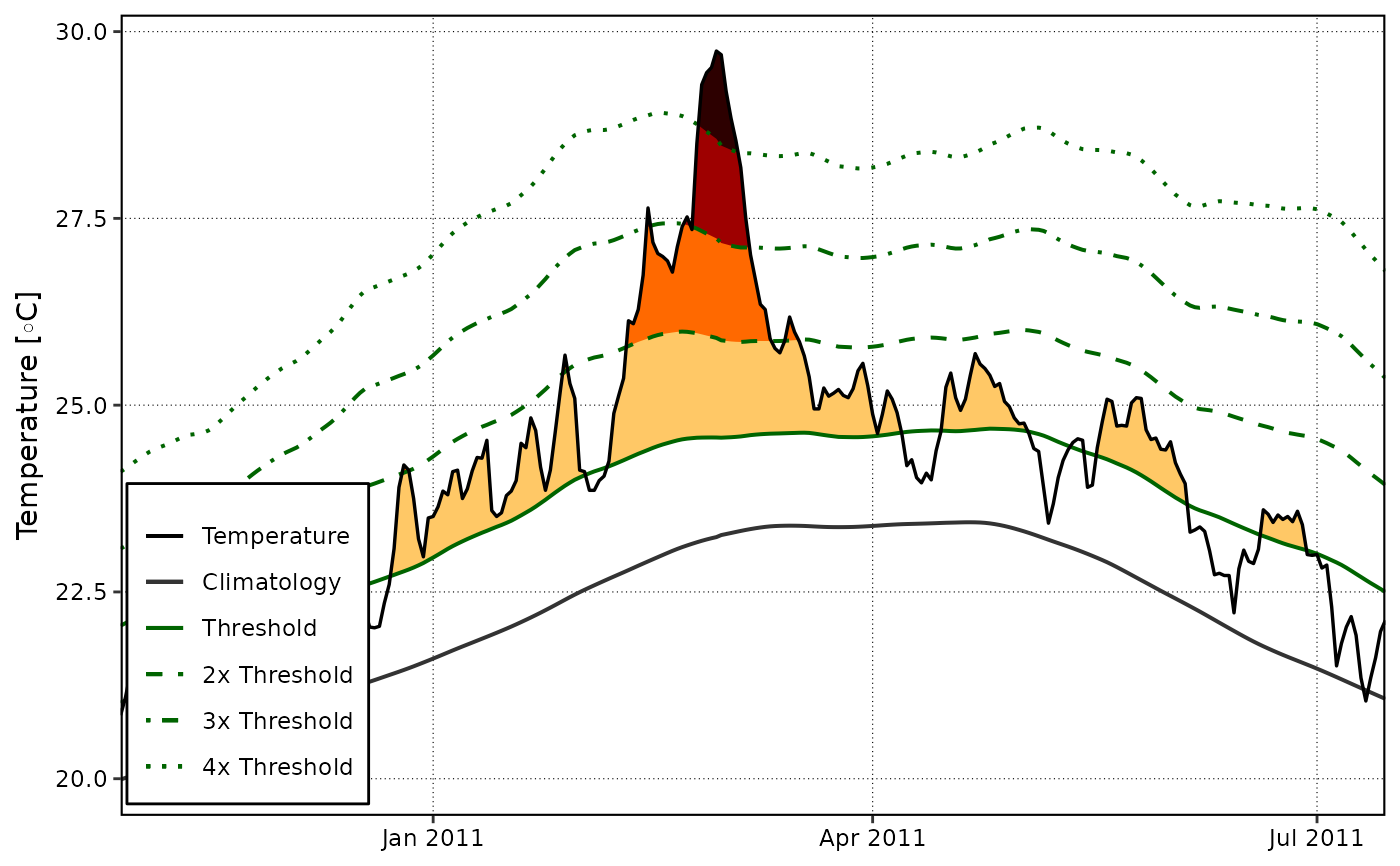 Temperature [◦C]
30.0
27.5
25.0
22.5
20.0
Temperature
Climatology
Threshold
2x Threshold
3x Threshold
4x Threshold
Jan 2011
Apr 2011
Jul 2011